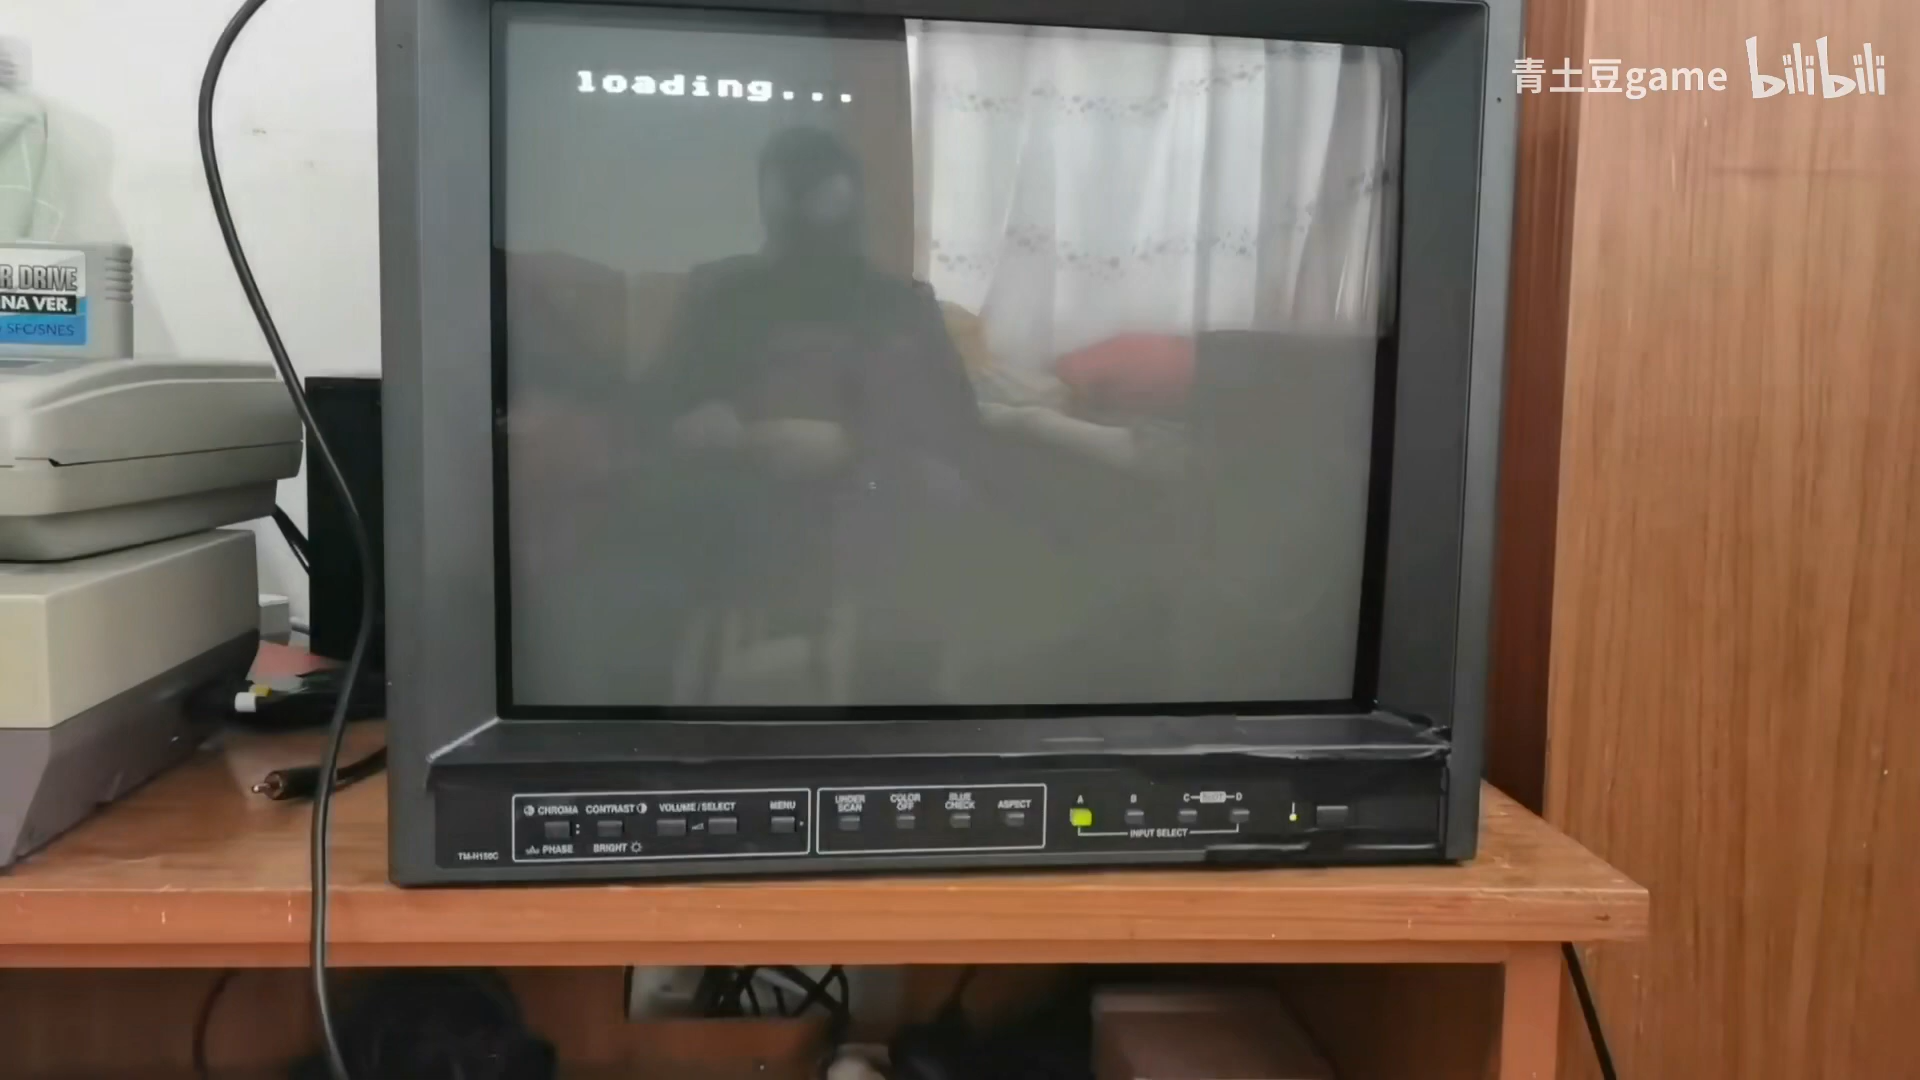 青土豆game bilibili
loading...
R DRIVE
NA VER.
SFC/SNES
CHROMA CONTRAST VOLUME/SELECT MENU
PHASE BRIGHT
UNDER SCAN COLOR OFF BLUE CHECK ASPECT
A B C D
INPUT SELECT
TM-H150C